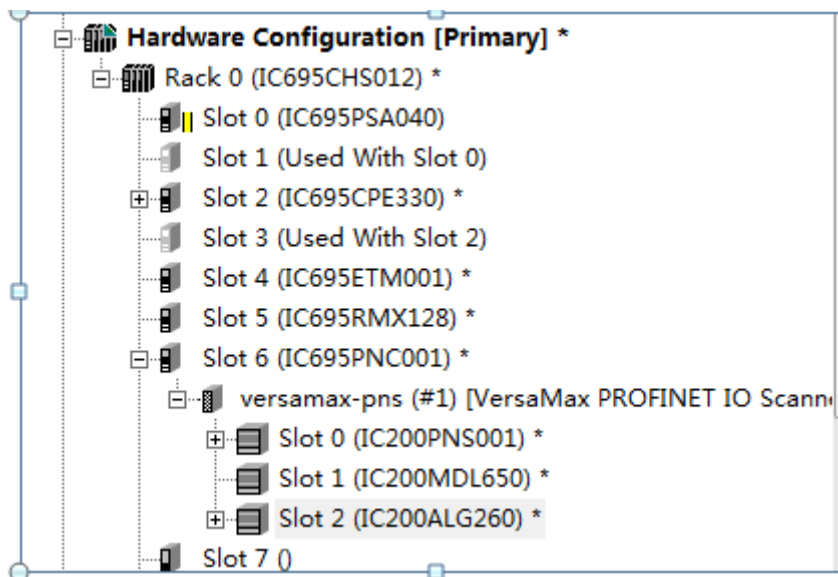 Hardware Configuration [Primary] *
Rack 0 (IC695CHS012) *
Slot 0 (IC695PSA040)
Slot 1 (Used With Slot 0)
Slot 2 (IC695CPE330) *
Slot 3 (Used With Slot 2)
Slot 4 (IC695ETM001) *
Slot 5 (IC695RMX128) *
Slot 6 (IC695PNC001) *
versamax-pns (#1) [VersaMax PROFINET IO Scann
Slot 0 (IC200PNS001) *
Slot 1 (IC200MDL650) *
Slot 2 (IC200ALG260) *
Slot 7 ()